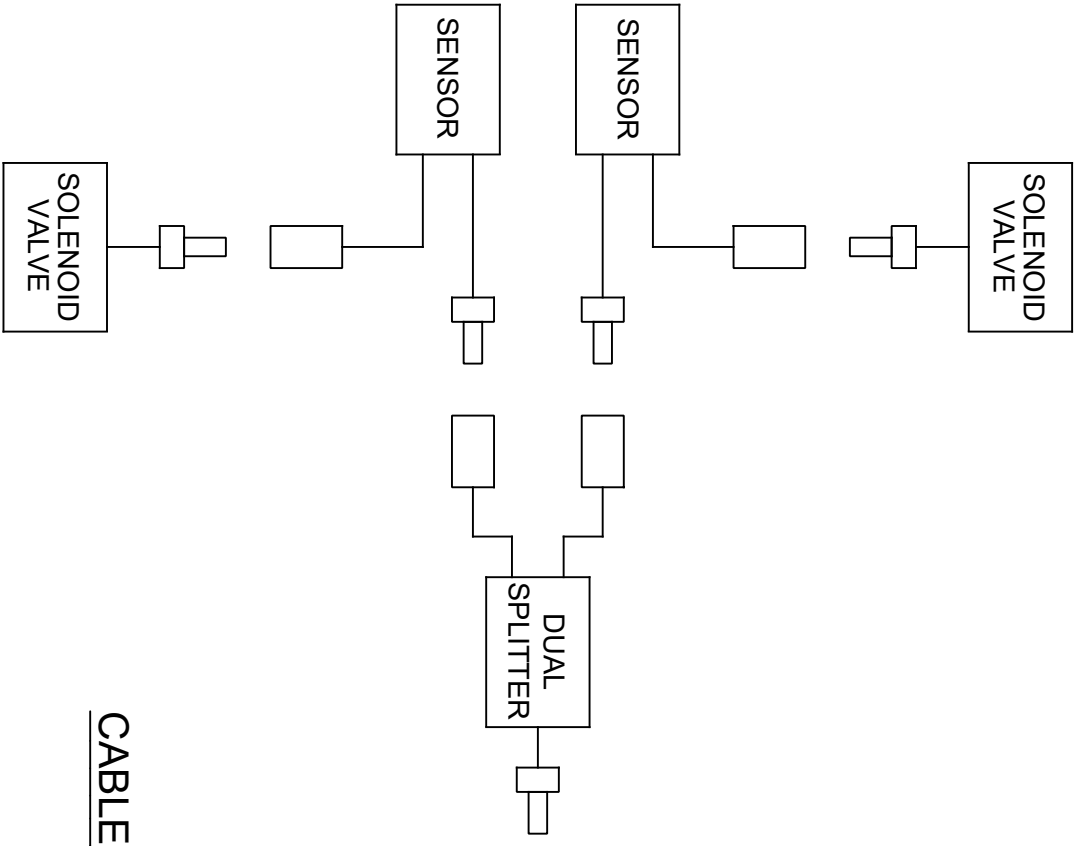 SOLENOID
VALVE
SENSOR
DUAL
SPLITTER
SENSOR
SOLENOID
VALVE
CABLE